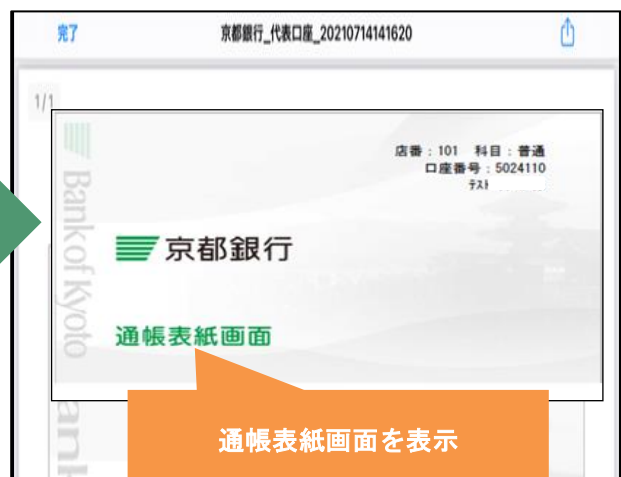 完了
京都銀行_代表口座_20210714141620
1/1
店番：101 科目：普通
口座番号：5024110
ﾃｽﾄ
Bank of Kyoto
京都銀行
通帳表紙画面
通帳表紙画面を表示